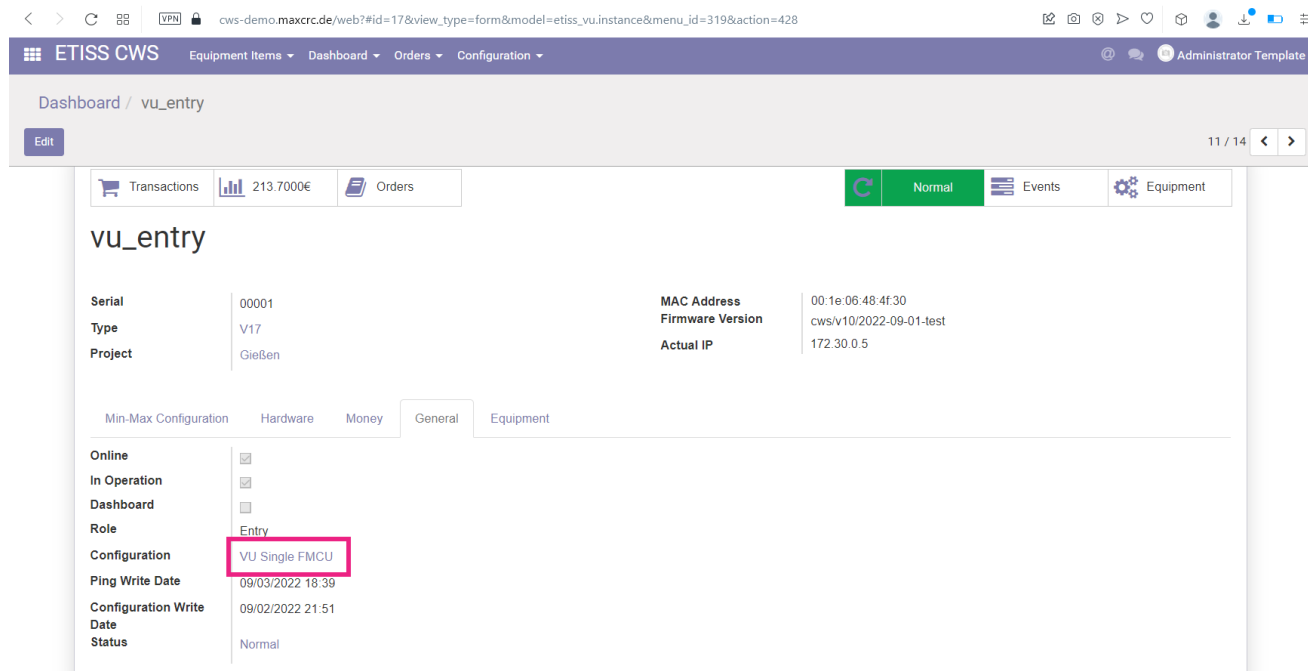 VPN cws-demo.maxcrc.de/web?#id=17&view_type=form&model=etiss_vu.instance&menu_id=319&action=428
ETISS CWS Equipment Items Dashboard Orders Configuration @ Administrator Template
Dashboard / vu_entry
Edit 11 / 14
Transactions 213.7000€ Orders Normal Events Equipment
vu_entry
Serial 00001
Type V17
Project Gießen
MAC Address 00:1e:06:48:4f:30
Firmware Version cws/v10/2022-09-01-test
Actual IP 172.30.0.5
Min-Max Configuration Hardware Money General Equipment
Online
In Operation
Dashboard
Role Entry
Configuration VU Single FMCU
Ping Write Date 09/03/2022 18:39
Configuration Write 09/02/2022 21:51
Date
Status Normal